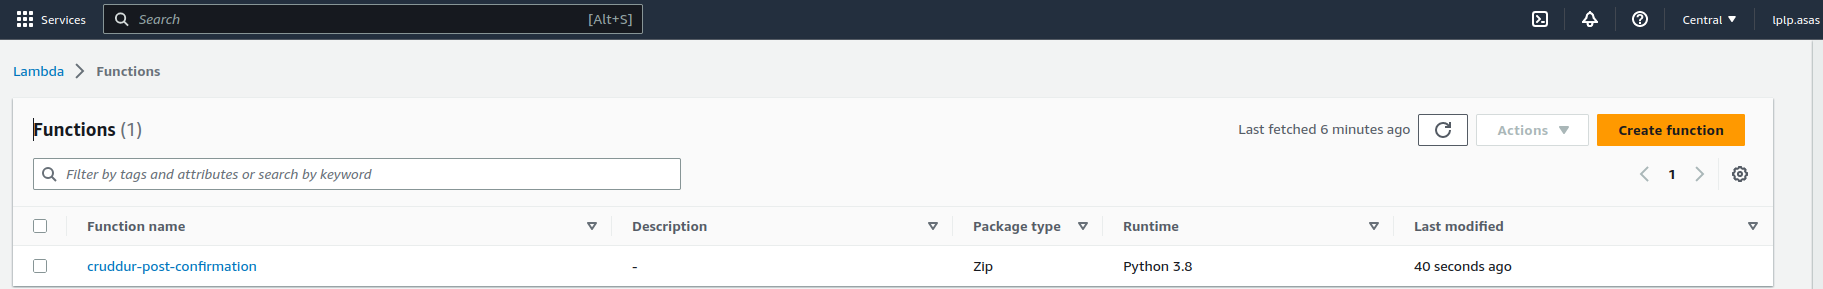 Services Search [Alt+S] Central lplp.asas
Lambda Functions
Functions (1) Last fetched 6 minutes ago Actions Create function
Filter by tags and attributes or search by keyword 1
Function name Description Package type Runtime Last modified
cruddur-post-confirmation - Zip Python 3.8 40 seconds ago